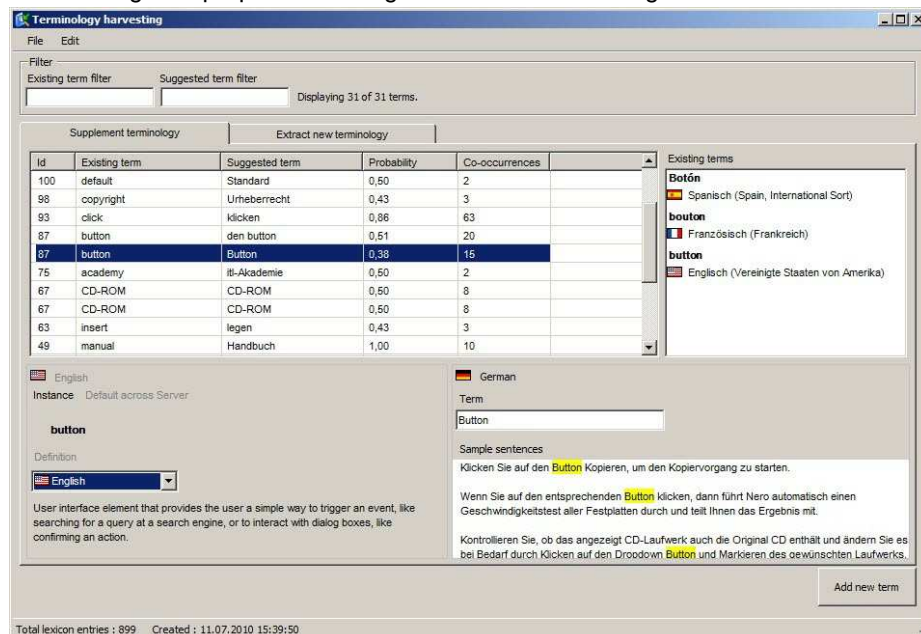 Terminology harvesting
File Edit
Filter
Existing term filter Suggested term filter
Displaying 31 of 31 terms.
Supplement terminology Extract new terminology
Id Existing term Suggested term Probability Co-occurrences
100 default Standard 0,50 2
98 copyright Urheberrecht 0,43 3
93 click klicken 0,86 63
87 button den button 0,51 20
87 button Button 0,38 15
75 academy itl-Akademie 0,50 2
67 CD-ROM CD-ROM 0,50 8
67 CD-ROM CD-ROM 0,50 8
63 insert legen 0,43 3
49 manual Handbuch 1,00 10
Existing terms
Botón
Spanisch (Spain, International Sort)
bouton
Französisch (Frankreich)
button
Englisch (Vereinigte Staaten von Amerika)
English
Instance Default across Server
button
Definition
English
User interface element that provides the user a simple way to trigger an event, like
searching for a query at a search engine, or to interact with dialog boxes, like
confirming an action.
German
Term
Button
Sample sentences
Klicken Sie auf den Button Kopieren, um den Kopiervorgang zu starten.
Wenn Sie auf den entsprechenden Button klicken, dann führt Nero automatisch einen
Geschwindigkeitstest aller Festplatten durch und teilt Ihnen das Ergebnis mit.
Kontrollieren Sie, ob das angezeigt CD-Laufwerk auch die Original CD enthält und ändern Sie es
bei Bedarf durch Klicken auf den Dropdown Button und Markieren des gewünschten Laufwerks.
Add new term
Total lexicon entries : 899 Created : 11.07.2010 15:39:50